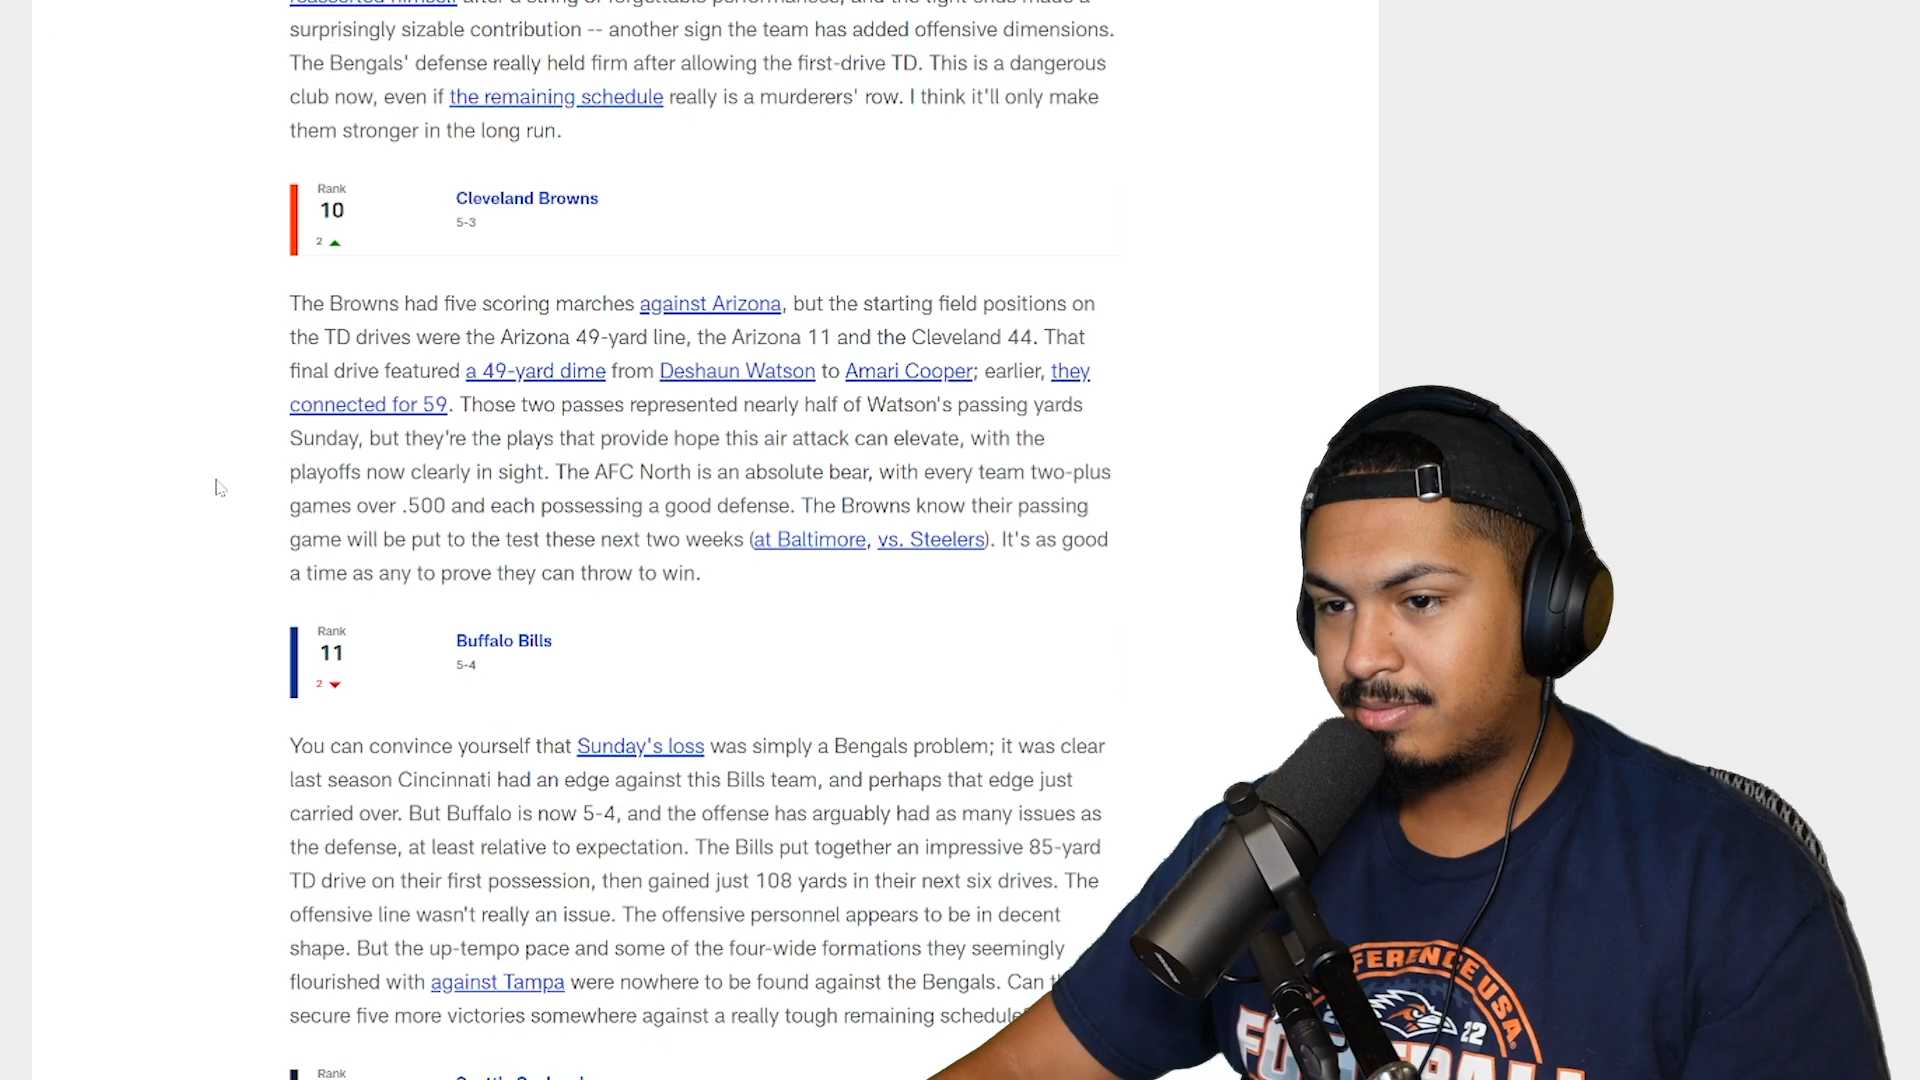 reasserted himself after a string of forgettable performances, and the tight ends made a
surprisingly sizable contribution -- another sign the team has added offensive dimensions.
The Bengals' defense really held firm after allowing the first-drive TD. This is a dangerous
club now, even if the remaining schedule really is a murderers' row. I think it'll only make
them stronger in the long run.
Rank
10
2
Cleveland Browns
5-3
The Browns had five scoring marches against Arizona, but the starting field positions on
the TD drives were the Arizona 49-yard line, the Arizona 11 and the Cleveland 44. That
final drive featured a 49-yard dime from Deshaun Watson to Amari Cooper; earlier, they
connected for 59. Those two passes represented nearly half of Watson's passing yards
Sunday, but they're the plays that provide hope this air attack can elevate, with the
playoffs now clearly in sight. The AFC North is an absolute bear, with every team two-plus
games over .500 and each possessing a good defense. The Browns know their passing
game will be put to the test these next two weeks (at Baltimore, vs. Steelers). It's as good
a time as any to prove they can throw to win.
Rank
11
2
Buffalo Bills
5-4
You can convince yourself that Sunday's loss was simply a Bengals problem; it was clear
last season Cincinnati had an edge against this Bills team, and perhaps that edge just
carried over. But Buffalo is now 5-4, and the offense has arguably had as many issues as
the defense, at least relative to expectation. The Bills put together an impressive 85-yard
TD drive on their first possession, then gained just 108 yards in their next six drives. The
offensive line wasn't really an issue. The offensive personnel appears to be in decent
shape. But the up-tempo pace and some of the four-wide formations they seemingly
flourished with against Tampa were nowhere to be found against the Bengals. Can
secure five more victories somewhere against a really tough remaining schedule
Rank
FERENCE USA
22